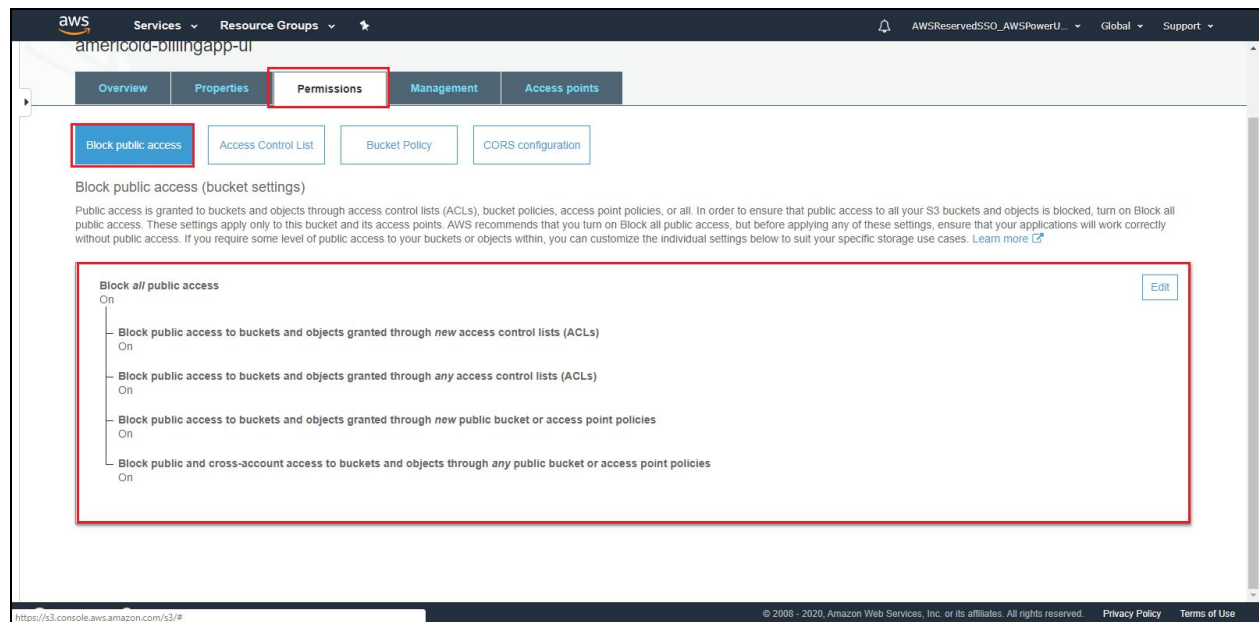 aws Services Resource Groups AWSReservedSSO_AWSPowerU... Global Support
americold-billingapp-ui
Overview Properties Permissions Management Access points
Block public access Access Control List Bucket Policy CORS configuration
Block public access (bucket settings)
Public access is granted to buckets and objects through access control lists (ACLs), bucket policies, access point policies, or all. In order to ensure that public access to all your S3 buckets and objects is blocked, turn on Block all
public access. These settings apply only to this bucket and its access points. AWS recommends that you turn on Block all public access, but before applying any of these settings, ensure that your applications will work correctly
without public access. If you require some level of public access to your buckets or objects within, you can customize the individual settings below to suit your specific storage use cases. Learn more
Block all public access
On
Edit
Block public access to buckets and objects granted through new access control lists (ACLs)
On
Block public access to buckets and objects granted through any access control lists (ACLs)
On
Block public access to buckets and objects granted through new public bucket or access point policies
On
Block public and cross-account access to buckets and objects through any public bucket or access point policies
On
https://s3.console.aws.amazon.com/s3/#
© 2008 - 2020, Amazon Web Services, Inc. or its affiliates. All rights reserved. Privacy Policy Terms of Use